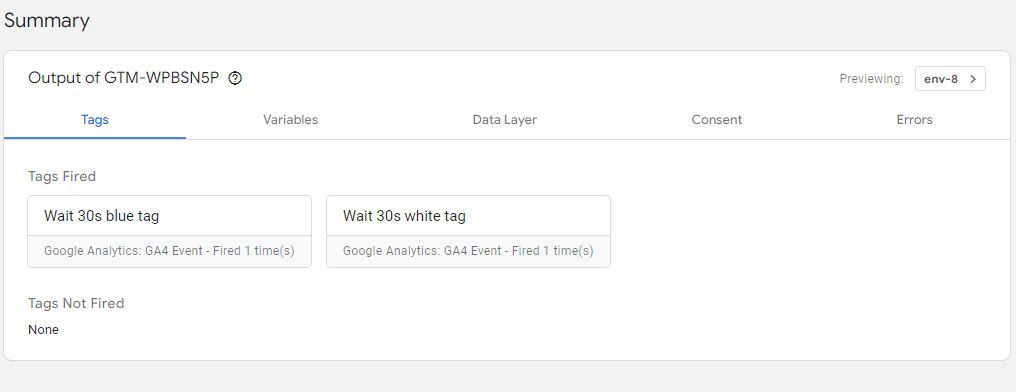 Summary
Output of GTM-WPBSN5P
Previewing: env-8
Tags Variables Data Layer Consent Errors
Tags Fired
Wait 30s blue tag
Google Analytics: GA4 Event - Fired 1 time(s)
Wait 30s white tag
Google Analytics: GA4 Event - Fired 1 time(s)
Tags Not Fired
None